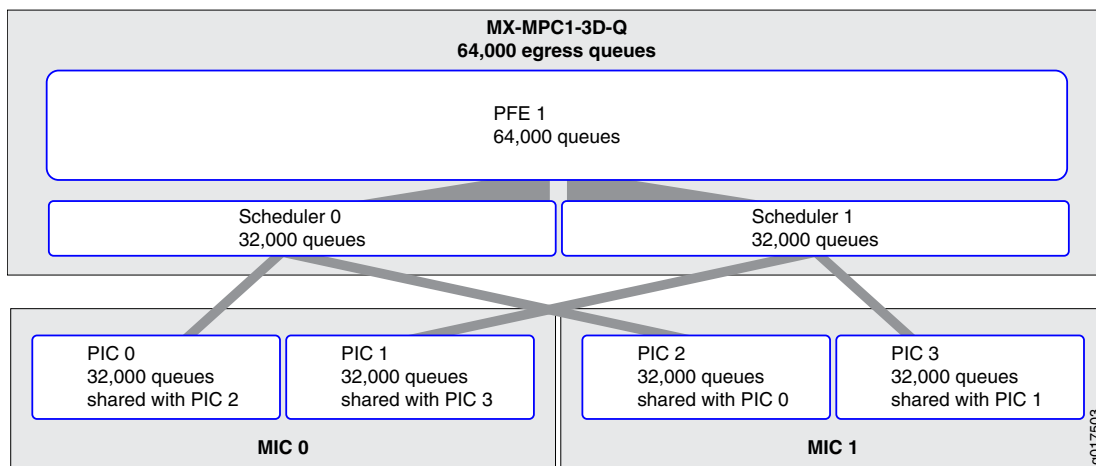 MX-MPC1-3D-Q
64,000 egress queues
PFE 1
64,000 queues
Scheduler 0
32,000 queues
Scheduler 1
32,000 queues
PIC 0
32,000 queues
shared with PIC 2
PIC 1
32,000 queues
shared with PIC 3
PIC 2
32,000 queues
shared with PIC 0
PIC 3
32,000 queues
shared with PIC 1
MIC 0
MIC 1
g017503